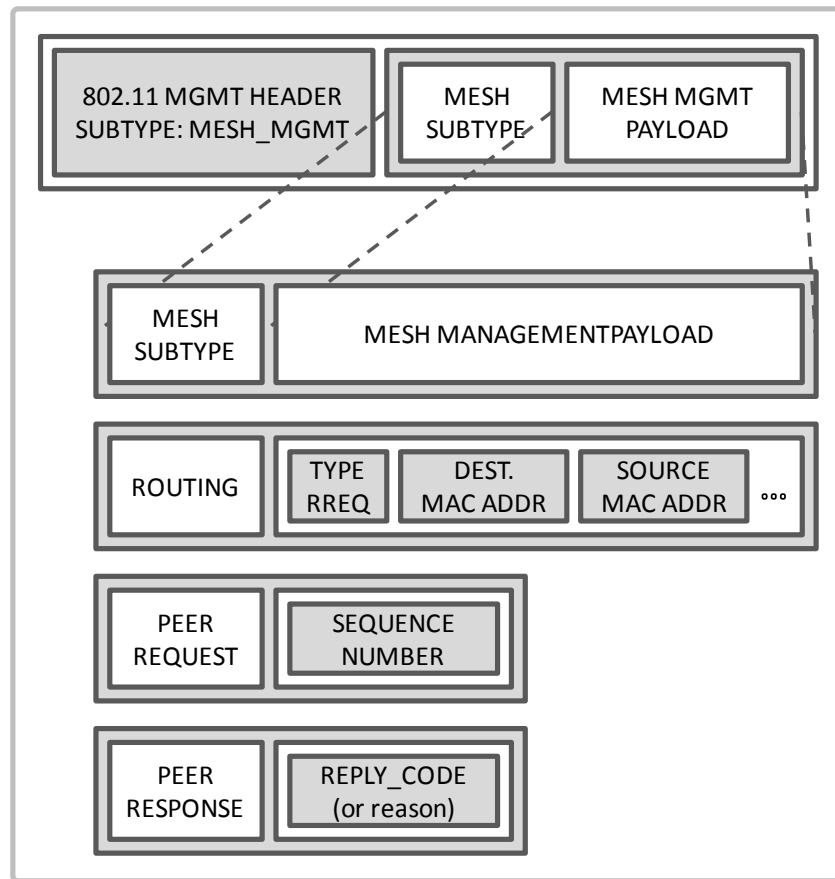 802.11 MGMT HEADER
SUBTYPE: MESH_MGMT
MESH
SUBTYPE
MESH MGMT
PAYLOAD
MESH
SUBTYPE
MESH MANAGEMENTPAYLOAD
ROUTING
TYPE
RREQ
DEST.
MAC ADDR
SOURCE
MAC ADDR
°°°
PEER
REQUEST
SEQUENCE
NUMBER
PEER
RESPONSE
REPLY_CODE
(or reason)